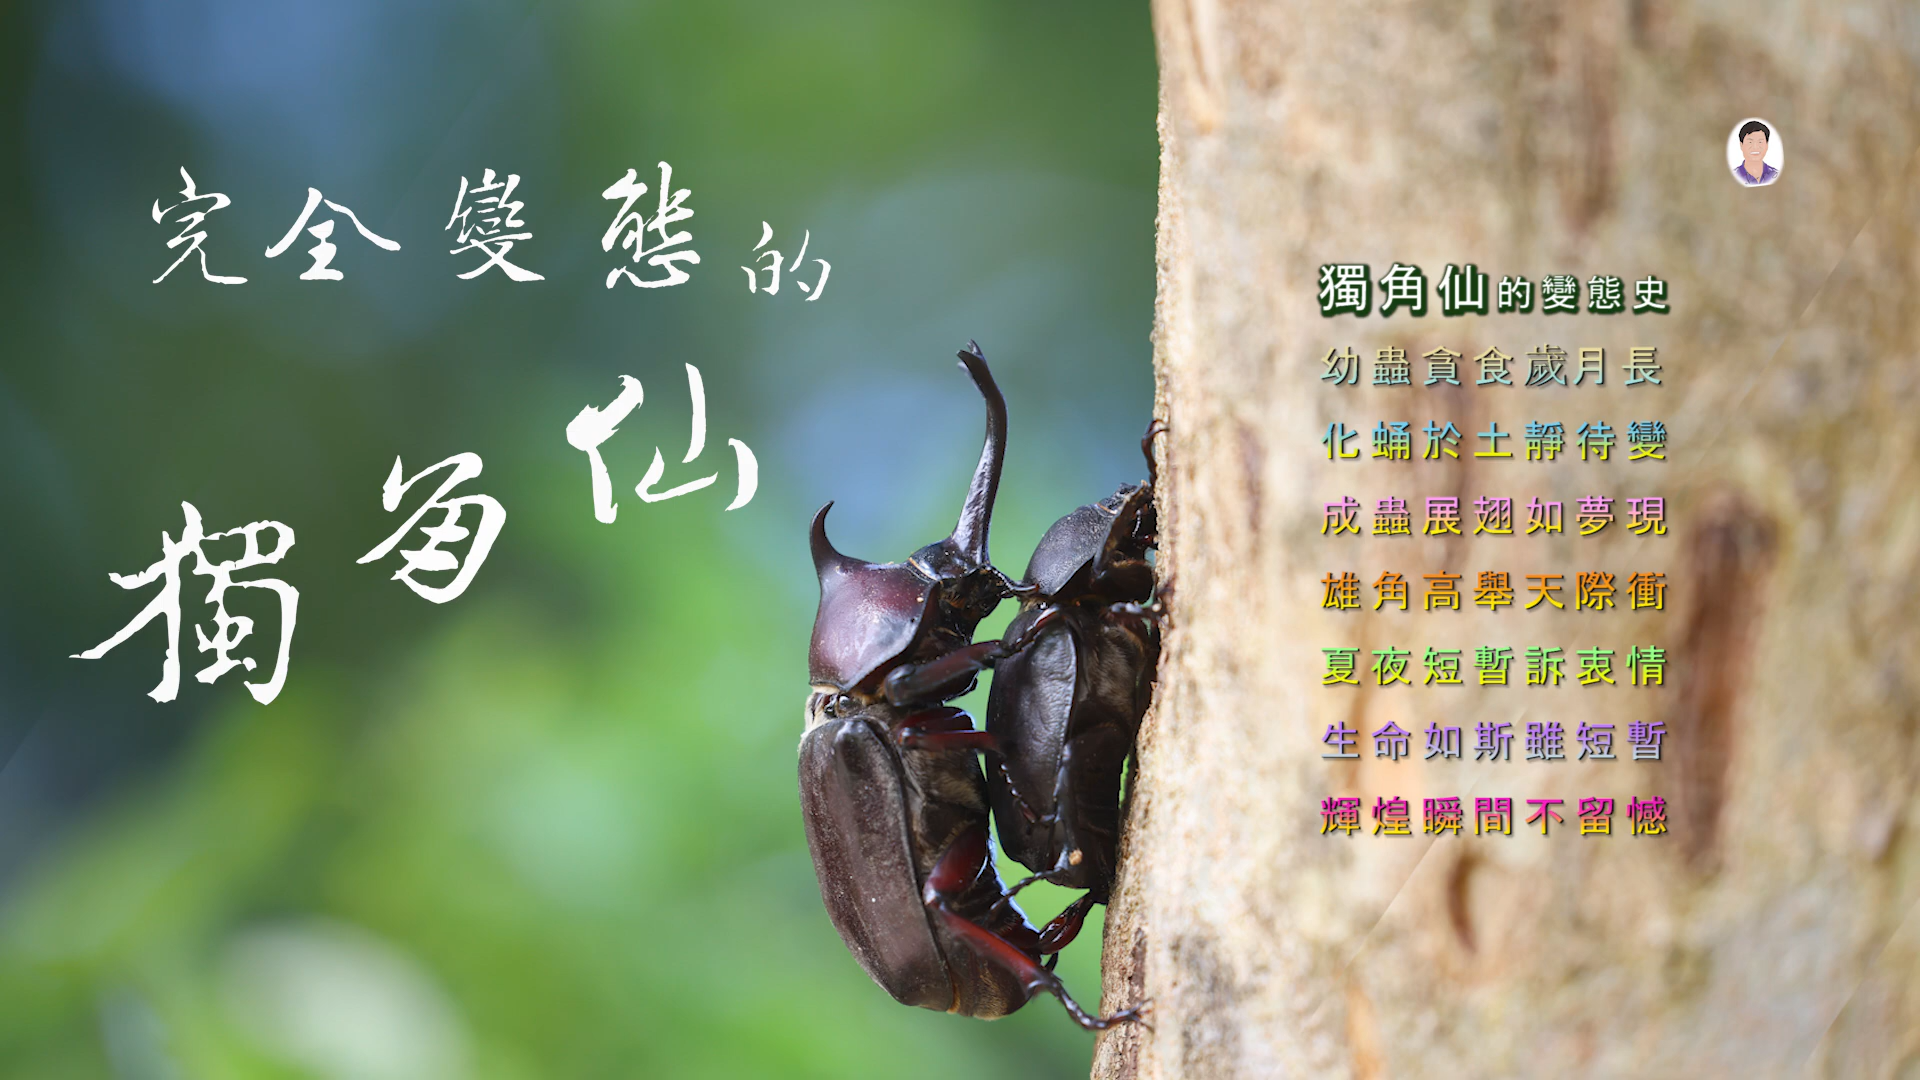 完全變態的
獨角仙
獨角仙的變態史
幼蟲貪食歲月長
化蛹於土靜待變
成蟲展翅如夢現
雄角高舉天際衝
夏夜短暫訴衷情
生命如斯雖短暫
輝煌瞬間不留憾